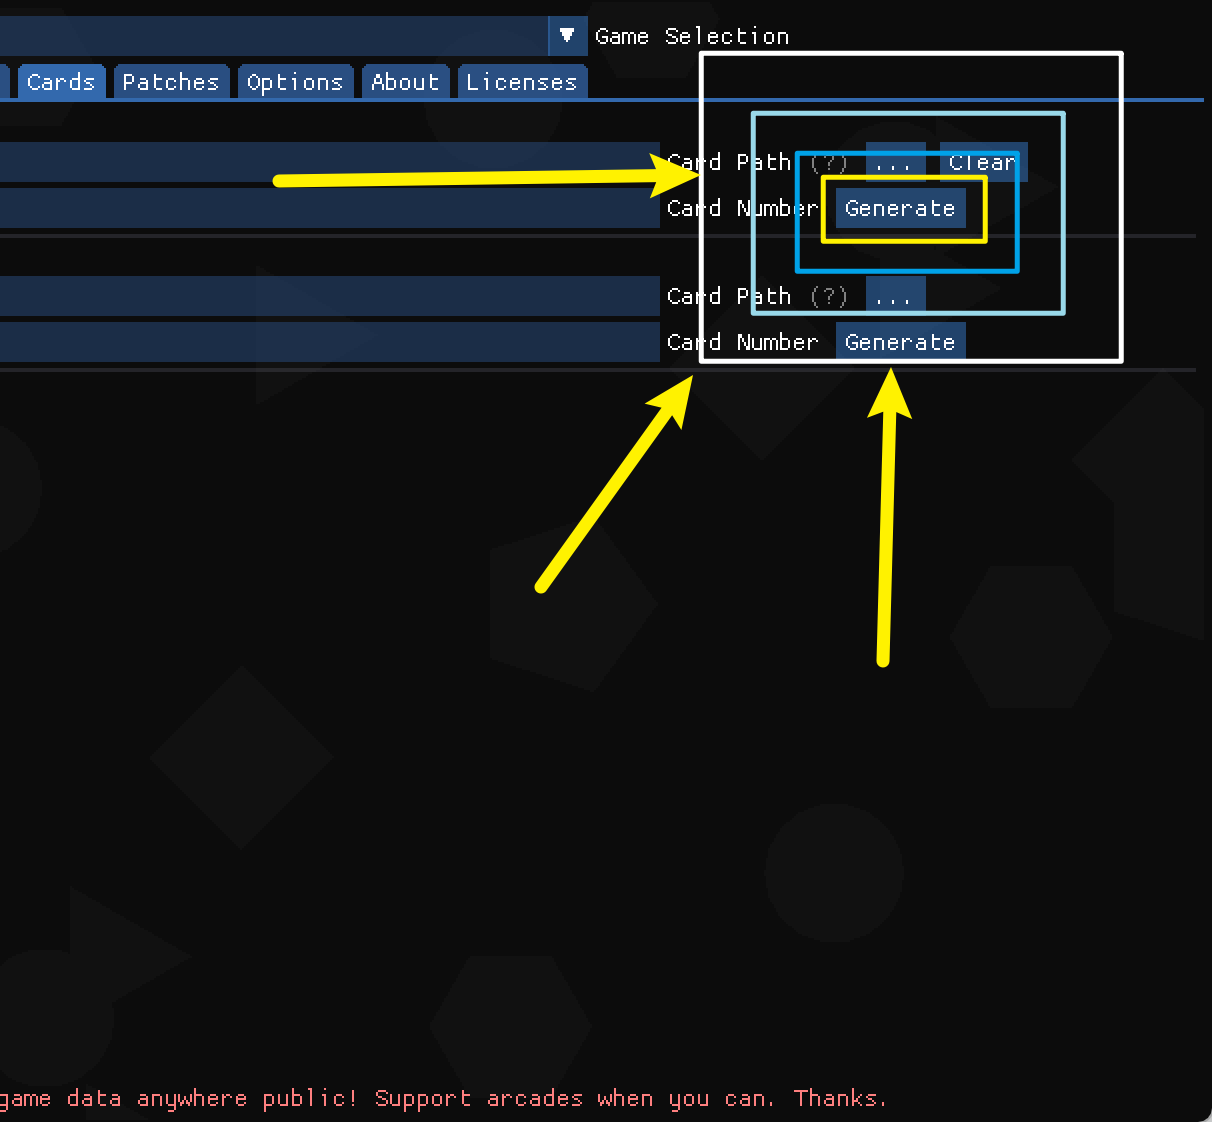 ▼ Game Selection
Cards Patches Options About Licenses
Card Path (?) ... Clear
Card Number Generate
Card Path (?) ...
Card Number Generate
game data anywhere public! Support arcades when you can. Thanks.